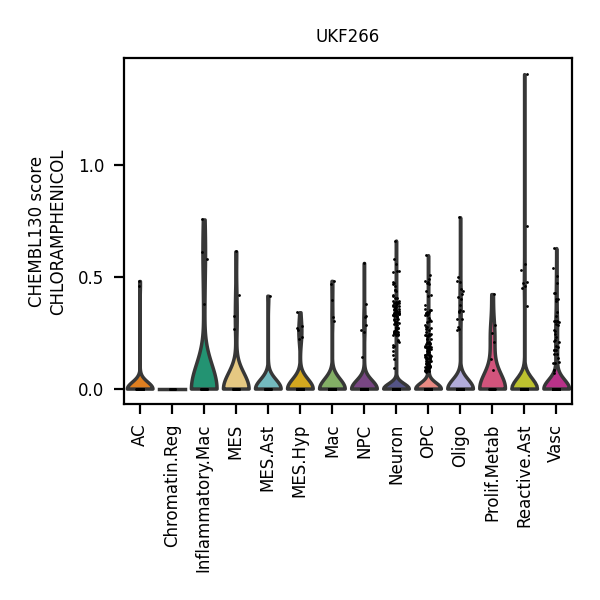 UKF266
CHEMBL130 score
CHLORAMPHENICOL
1.0
0.5
0.0
AC
Chromatin.Reg
Inflammatory.Mac
MES
MES.Ast
MES.Hyp
Mac
NPC
Neuron
OPC
Oligo
Prolif.Metab
Reactive.Ast
Vasc